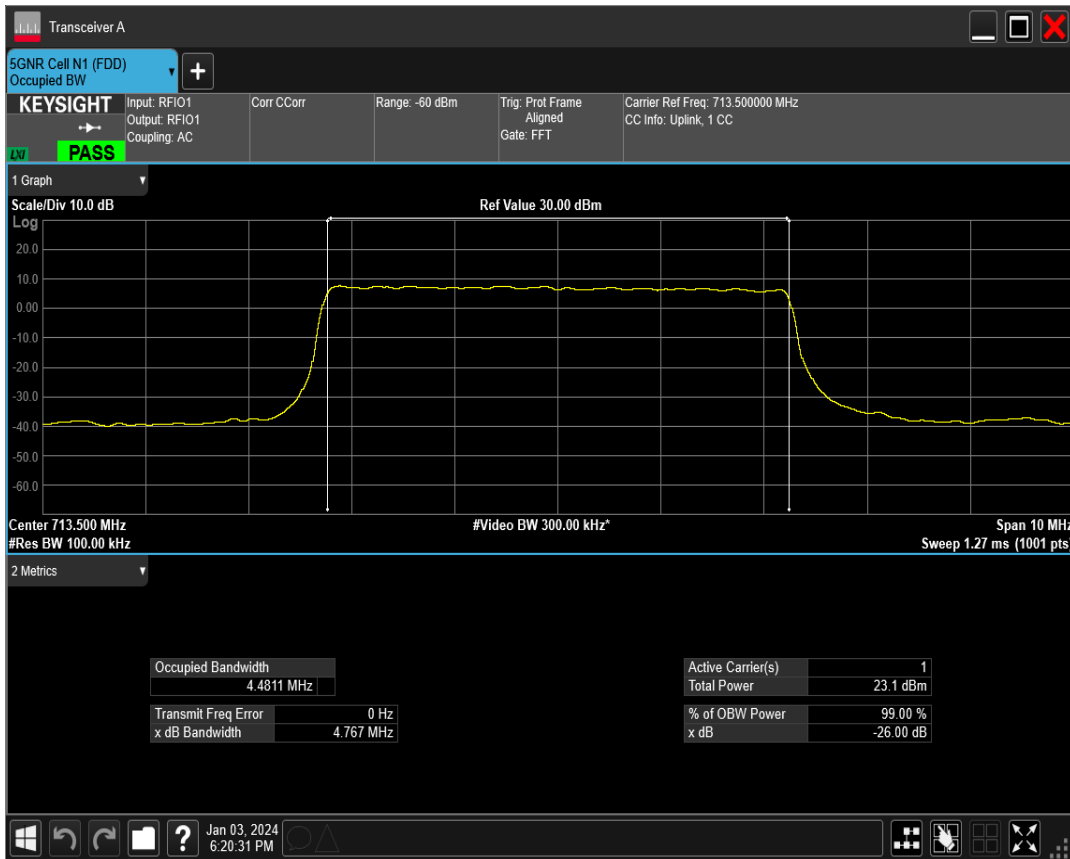 Transceiver A
5GNR Cell N1 (FDD)
Occupied BW
+
KEYSIGHT
LXI
PASS
Input: RFIO1
Output: RFIO1
Coupling: AC
Corr CCorr
Range: -60 dBm
Trig: Prot Frame
Aligned
Gate: FFT
Carrier Ref Freq: 713.500000 MHz
CC Info: Uplink, 1 CC
1 Graph
Scale/Div 10.0 dB
Ref Value 30.00 dBm
Log
20.0
10.0
0.00
-10.0
-20.0
-30.0
-40.0
-50.0
-60.0
Center 713.500 MHz
#Video BW 300.00 kHz*
Span 10 MHz
#Res BW 100.00 kHz
Sweep 1.27 ms (1001 pts)
2 Metrics
Occupied Bandwidth
4.4811 MHz
Transmit Freq Error 0 Hz
x dB Bandwidth 4.767 MHz
Active Carrier(s) 1
Total Power 23.1 dBm
% of OBW Power 99.00 %
x dB -26.00 dB
?
Jan 03, 2024
6:20:31 PM